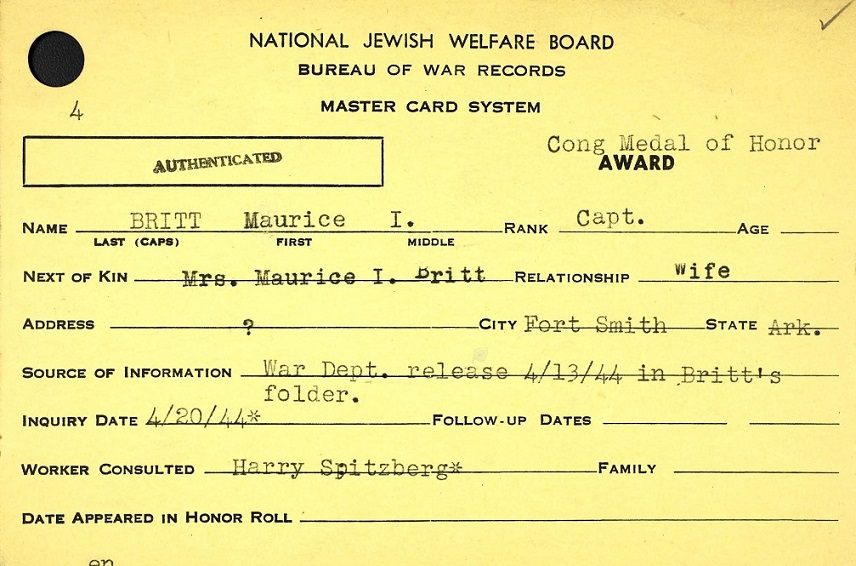 NATIONAL JEWISH WELFARE BOARD
BUREAU OF WAR RECORDS
4
MASTER CARD SYSTEM
Cong Medal of Honor
AUTHENTICATED
AWARD
NAME BRITT Maurice I. RANK Capt. AGE
LAST (CAPS) FIRST MIDDLE
NEXT OF KIN Mrs. Maurice I. Britt RELATIONSHIP Wife
ADDRESS ? CITY Fort Smith STATE Ark.
SOURCE OF INFORMATION War Dept. release 4/13/44 in Britt's
folder.
INQUIRY DATE 4/20/44* FOLLOW-UP DATES
WORKER CONSULTED Harry Spitzberg* FAMILY
DATE APPEARED IN HONOR ROLL
en